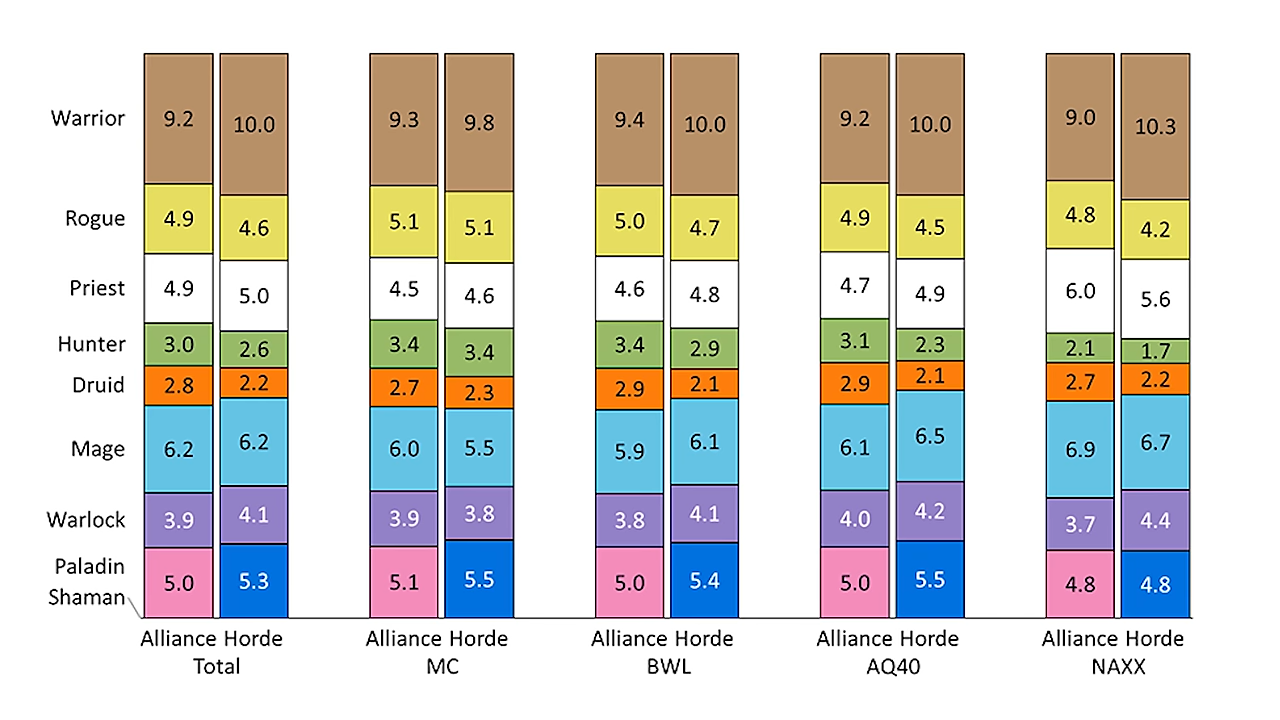 Warrior 9.2 10.0 9.3 9.8 9.4 10.0 9.2 10.0 9.0 10.3
Rogue 4.9 4.6 5.1 5.1 5.0 4.7 4.9 4.5 4.8 4.2
Priest 4.9 5.0 4.5 4.6 4.6 4.8 4.7 4.9 6.0 5.6
Hunter 3.0 2.6 3.4 3.4 3.4 2.9 3.1 2.3 2.1 1.7
Druid 2.8 2.2 2.7 2.3 2.9 2.1 2.9 2.1 2.7 2.2
Mage 6.2 6.2 6.0 5.5 5.9 6.1 6.1 6.5 6.9 6.7
Warlock 3.9 4.1 3.9 3.8 3.8 4.1 4.0 4.2 3.7 4.4
Paladin
Shaman 5.0 5.3 5.1 5.5 5.0 5.4 5.0 5.5 4.8 4.8
Alliance Horde Alliance Horde Alliance Horde Alliance Horde Alliance Horde
Total MC BWL AQ40 NAXX